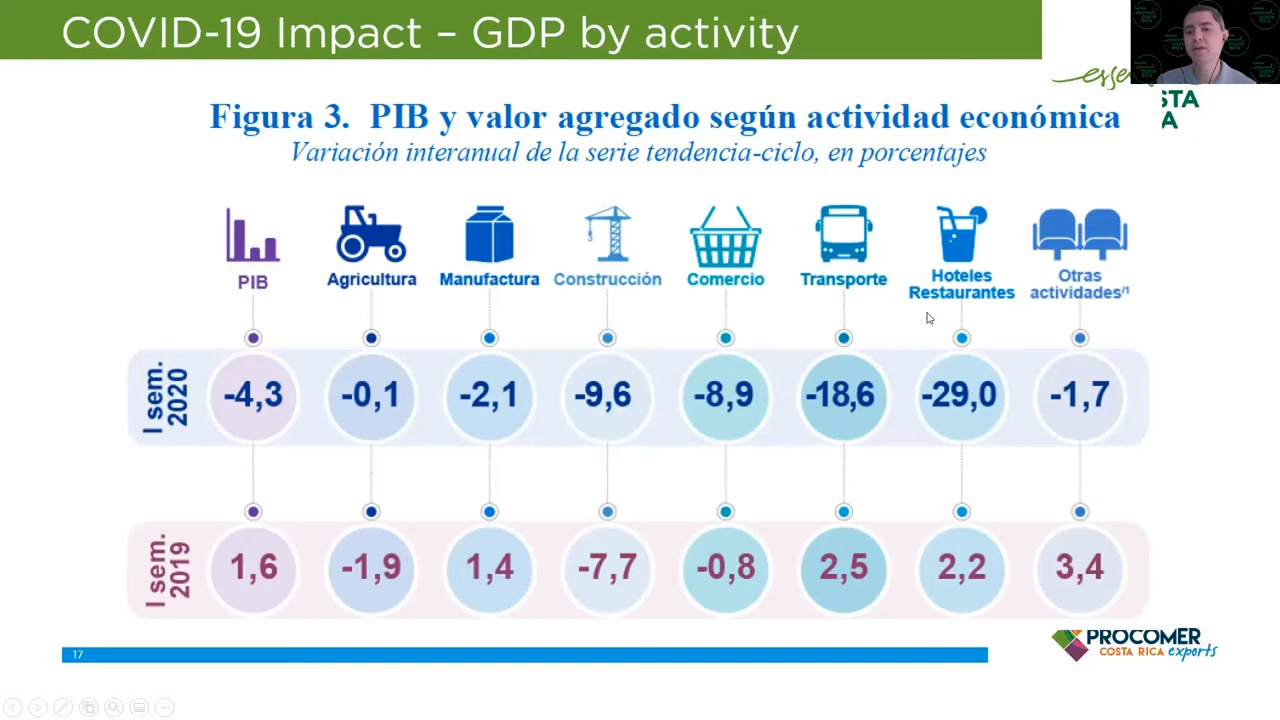 COVID-19 Impact – GDP by activity
STA
A
Figura 3. PIB y valor agregado según actividad económica
Variación interanual de la serie tendencia-ciclo, en porcentajes
PIB
Agricultura
Manufactura
Construcción
Comercio
Transporte
Hoteles
Restaurantes
Otras
actividades/1
I sem.
2020
-4,3
-0,1
-2,1
-9,6
-8,9
-18,6
-29,0
-1,7
I sem.
2019
1,6
-1,9
1,4
-7,7
-0,8
2,5
2,2
3,4
17
PROCOMER
COSTA RICA exports